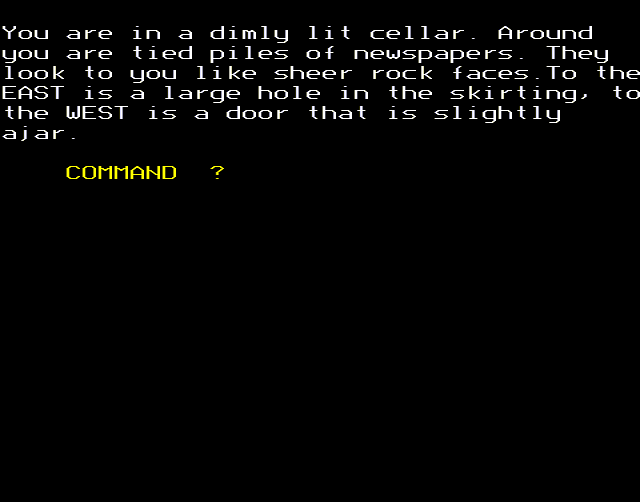 You are in a dimly lit cellar. Around
you are tied piles of newspapers. They
look to you like sheer rock faces.To the
EAST is a large hole in the skirting, to
the WEST is a door that is slightly
ajar.
COMMAND ?